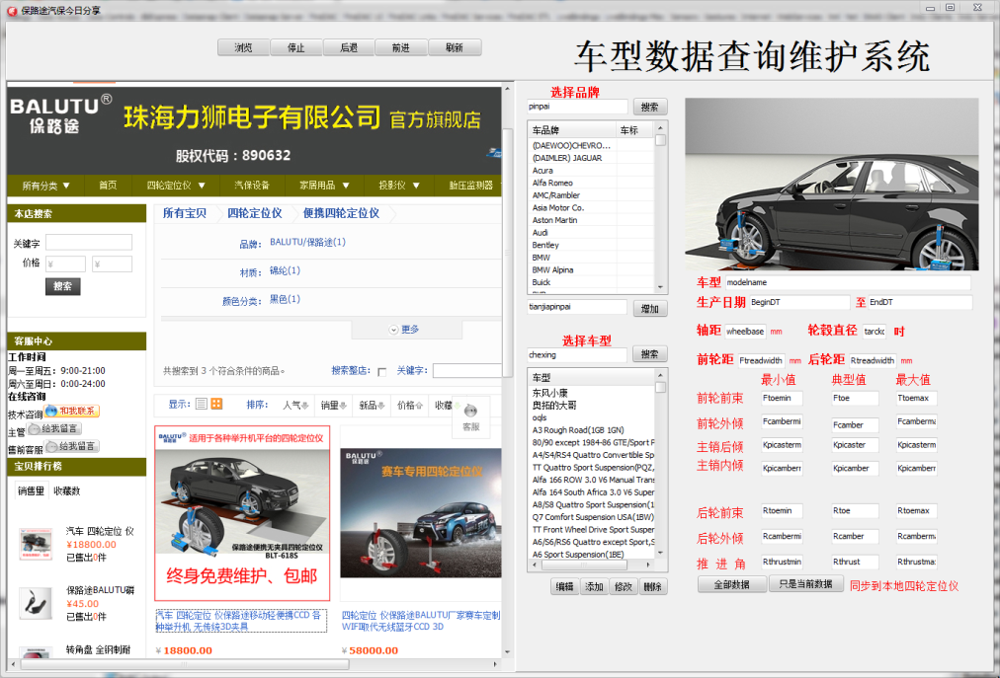 保路途汽保今日分享
浏览 停止 后退 前进 刷新
车型数据查询维护系统
BALUTU®
保路途
珠海力狮电子有限公司 官方旗舰店
股权代码：890632
所有分类 ▼ 首页 四轮定位仪 ▼ 汽保设备 家居用品 ▼ 投影仪 ▼ 胎压监测器
本店搜索
关键字
价格 ¥ ¥
搜索
客服中心
工作时间
周一至周五: 9:00-21:00
周六至周日: 0:00-24:00
在线咨询
技术咨询 和我联系
主管 给我留言
售前客服 给我留言
宝贝排行榜
销售量 收藏数
汽车 四轮定位 仪
¥18800.00
已售出0件
保路途BALUTU磷
¥45.00
已售出0件
转角盘 全钢制耐
所有宝贝 四轮定位仪 便携四轮定位仪
品牌: BALUTU/保路途(1)
材质: 锦纶(1)
颜色分类: 黑色(1)
更多
共搜索到 3 个符合条件的商品。 搜索整店: 关键字:
显示: 排序: 人气 销量 新品 价格 收藏
客服
BALUTU
保路途
适用于各种举升机平台的四轮定位仪
保路途便携无夹具四轮定位仪
BLT-618S
终身免费维护、包邮
汽车 四轮定位 仪保路途移动轻便携CCD 各
种举升机 无传统3D夹具
¥ 18800.00
BALUTU
保路途
赛车专用四轮定位仪
四轮定位 仪保路途BALUTU厂家赛车定制
WIFI取代无线蓝牙CCD 3D
¥ 58000.00
选择品牌
pinpai 搜索
车品牌 车标
(DAEWOO)CHEVRO...
(DAIMLER) JAGUAR
Acura
Alfa Romeo
AMC/Rambler
Asia Motor Co.
Aston Martin
Audi
Bentley
BMW
BMW Alpina
Buick
tianjiapinpai 增加
选择车型
chexing 搜索
车型
东风小康
奥拓的大哥
oqls
A3 Rough Road(1GB 1GN)
80/90 except 1984-86 GTE/Sport F
A4/S4/RS4 Quattro Convertible Sp
TT Quattro Sport Suspension(PQZ,
Alfa 166 ROW 3.0 V6 Manual Trans
Alfa 164 South Africa 3.0 V6 Super
A8/S8 Quattro Sport Suspension(1
Q7 Comfort Suspension USA(1BW)
TT Front Wheel Drive Sport Suspen
A6/S6/RS6 Quattro except Sport,S
A6 Sport Suspension(1BE)
编辑 添加 修改 删除
车型 modelname
生产日期 BeginDT 至 EndDT
轴距 wheelbase mm 轮毂直径 tarckd 吋
前轮距 Ftreadwidth mm 后轮距 Rtreadwidth mm
最小值 典型值 最大值
前轮前束 Ftoemin Ftoe Ftoemax
前轮外倾 Fcambermi Fcamber Fcamberma
主销后倾 Kpicasterm Kpicaster Kpicasterm
主销内倾 Kpicamberr Kpicamber Kpicamberr
后轮前束 Rtoemin Rtoe Rtoemax
后轮外倾 Rcambermi Rcamber Rcamberma
推 进 角 Rthrustmin Rthrust Rthrustma
全部数据 只是当前数据 同步到本地四轮定位仪